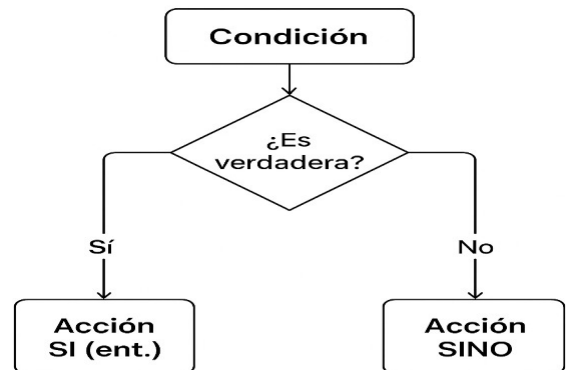 Condición
¿Es
verdadera?
Sí
No
Acción
SI (ent.)
Acción
SINO